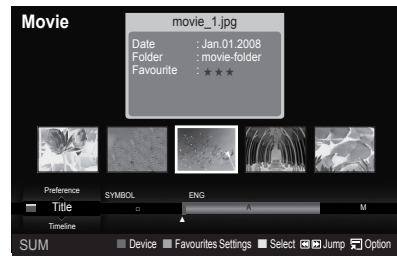 Movie
movie_1.jpg
Date : Jan.01.2008
Folder : movie-folder
Favourite : ★ ★ ★
Preference
SYMBOL ENG
Title
A M
Timeline
SUM Device Favourites Settings Select Jump Option